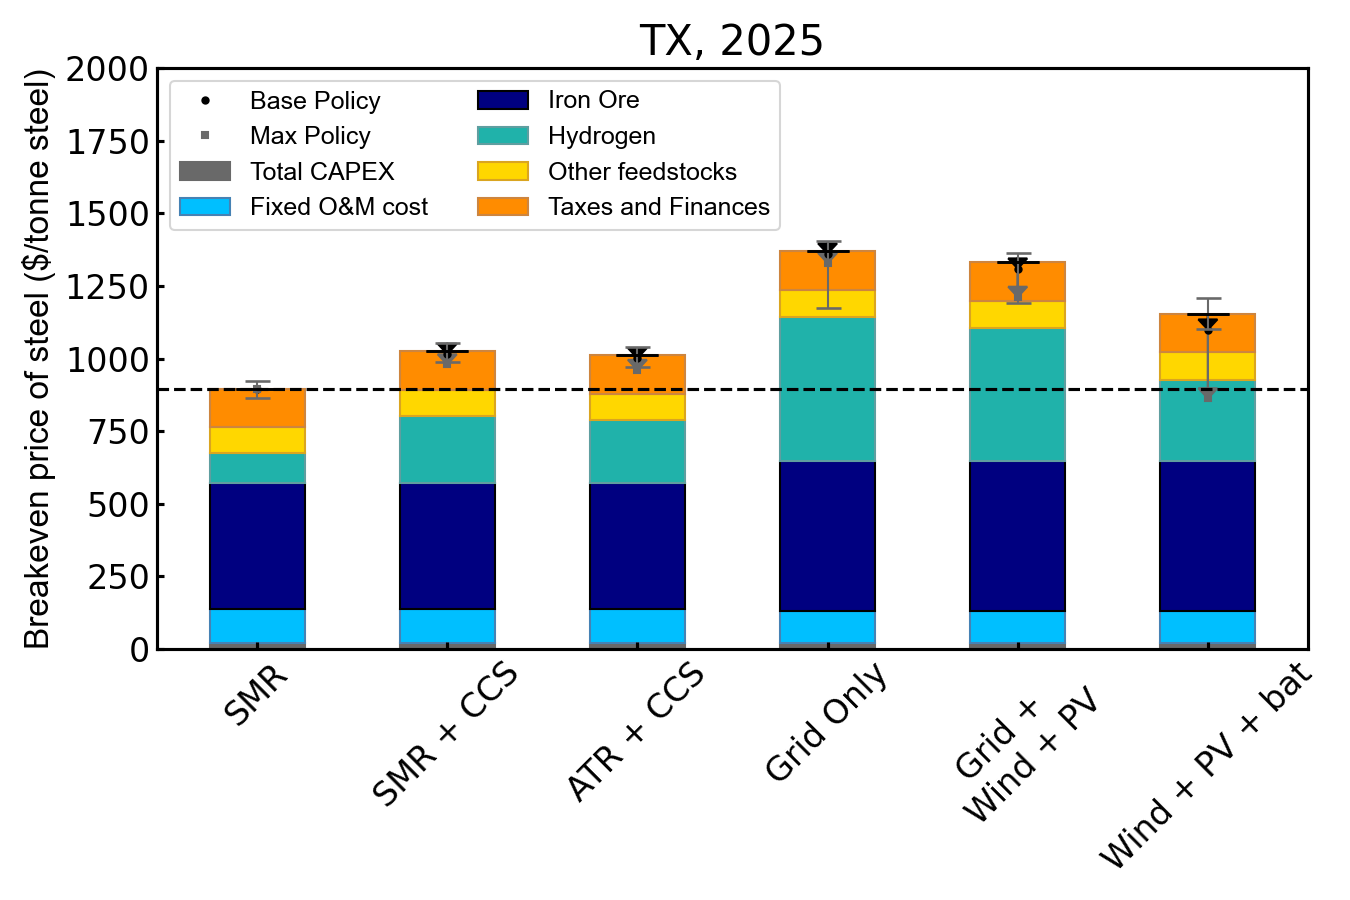 TX, 2025
Breakeven price of steel ($/tonne steel)
2000
1750
1500
1250
1000
750
500
250
0
Base Policy
Max Policy
Total CAPEX
Fixed O&M cost
Iron Ore
Hydrogen
Other feedstocks
Taxes and Finances
SMR
SMR + CCS
ATR + CCS
Grid Only
Grid +
Wind + PV
Wind + PV + bat